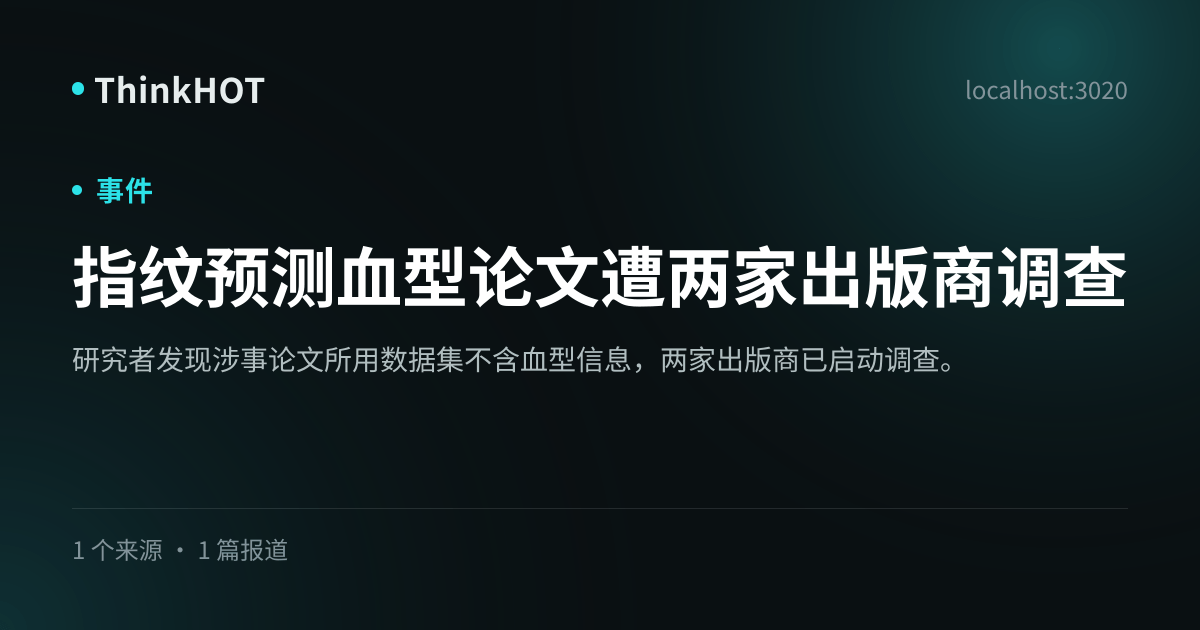 ThinkHOT
localhost:3020
事件
指纹预测血型论文遭两家出版商调查
研究者发现涉事论文所用数据集不含血型信息，两家出版商已启动调查。
1 个来源 · 1 篇报道